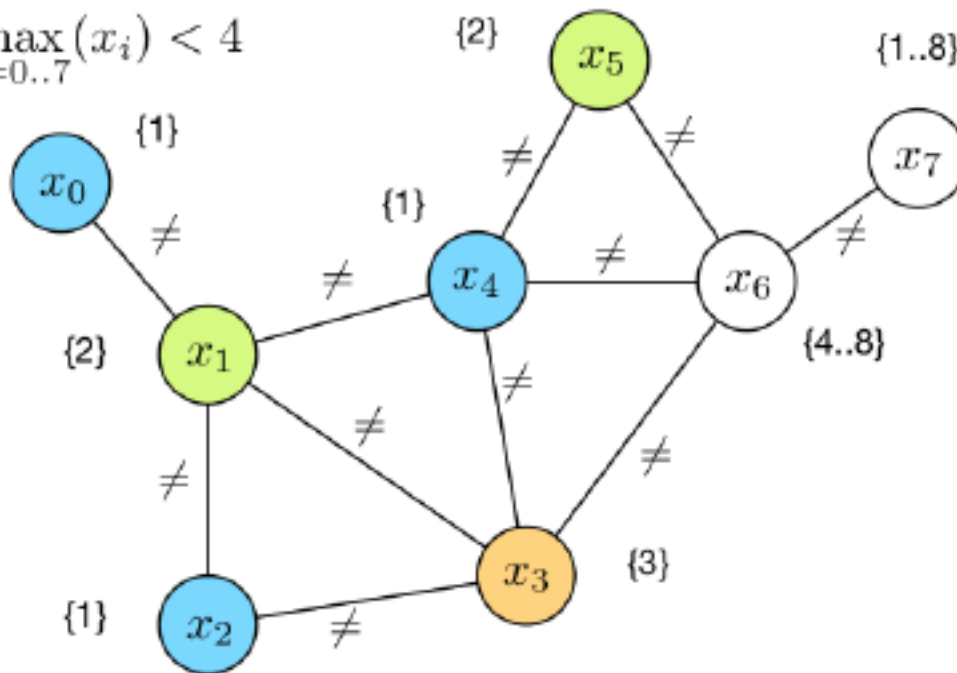 max (x_i) < 4
=0..7
{2}
x_5
{1..8}
{1}
x_0
≠
≠
x_7
≠
{1}
≠
≠
x_4
≠
≠
x_6
{2}
x_1
{4..8}
≠
≠
≠
≠
x_3
{3}
{1}
x_2
≠